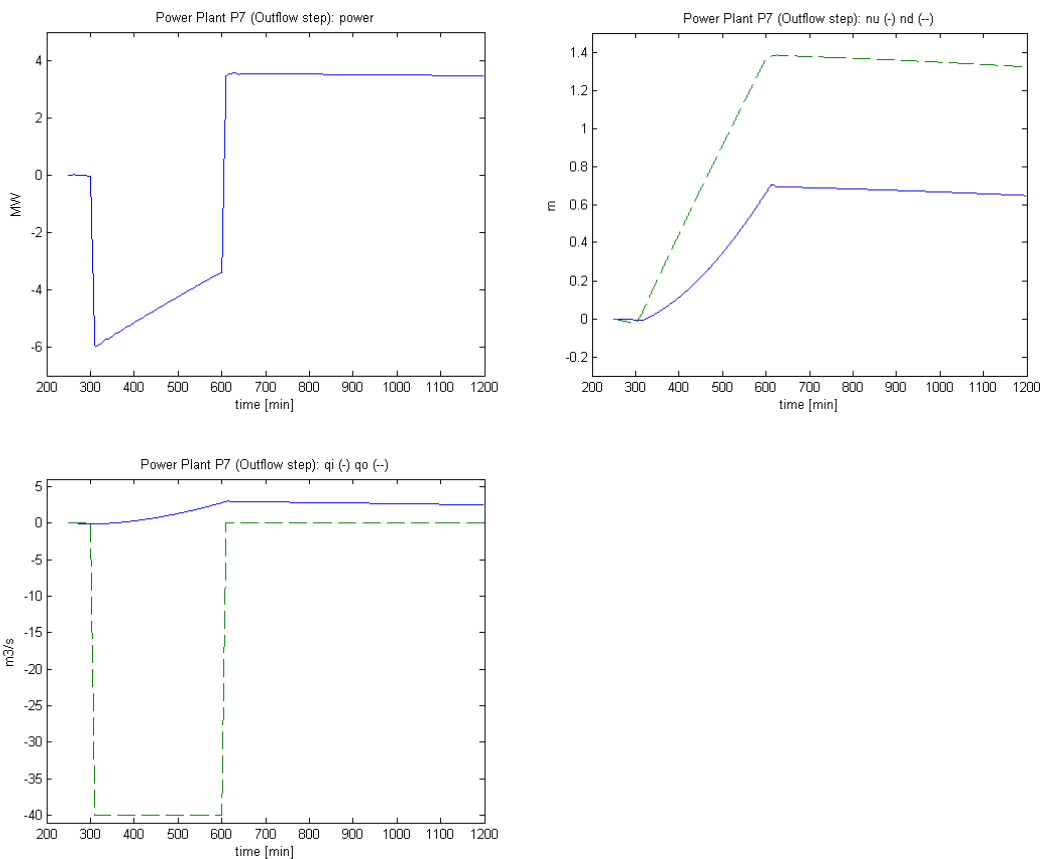 Power Plant P7 (Outflow step): power
4
2
0
-2
-4
-6
MW
200 300 400 500 600 700 800 900 1000 1100 1200
time [min]
Power Plant P7 (Outflow step): nu (-) nd (--)
1.4
1.2
1
0.8
0.6
0.4
0.2
0
-0.2
m
200 300 400 500 600 700 800 900 1000 1100 1200
time [min]
Power Plant P7 (Outflow step): qi (-) qo (--)
5
0
-5
-10
-15
-20
-25
-30
-35
-40
m3/s
200 300 400 500 600 700 800 900 1000 1100 1200
time [min]